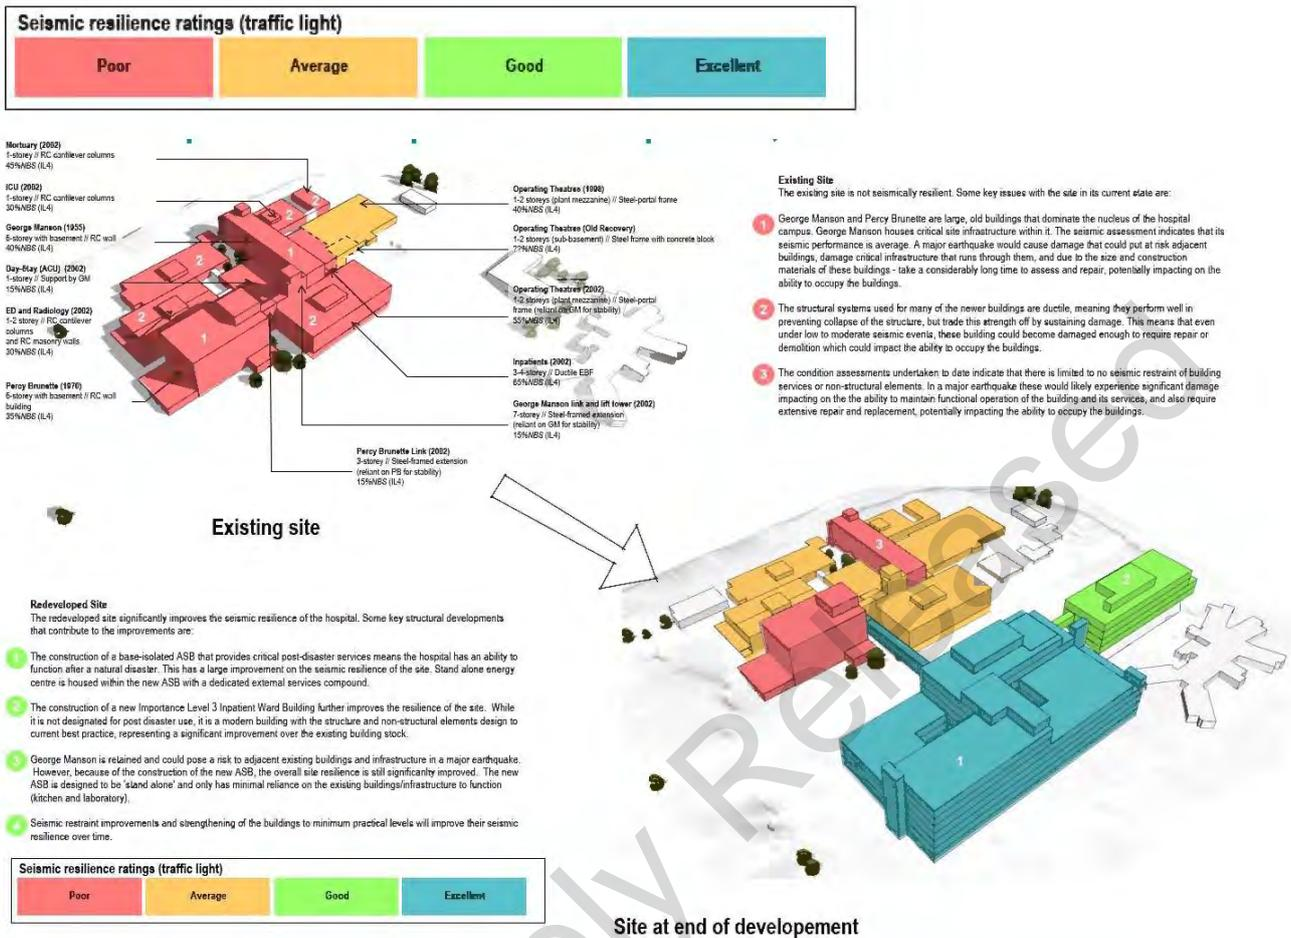 Seismic resilience ratings (traffic light)
Poor
Average
Good
Excellent
Mortuary (2002)
1-storey // RC cantilever columns
45%NBS (IL4)
ICU (2002)
1-storey // RC cantilever columns
30%NBS (IL4)
George Manson (1955)
6-storey with basement // RC wall
40%NBS (IL4)
Day-Stay (ACU) (2002)
1-storey // Support by GM
15%NBS (IL4)
ED and Radiology (2002)
1-2 storey // RC cantilever
columns
and RC masonry walls
30%NBS (IL4)
Percy Brunette (1970)
6-storey with basement // RC wall
building
35%NBS (IL4)
Operating Theatres (1998)
1-2 storeys (plant mezzanine) // Steel-portal frame
40%NBS (IL4)
Operating Theatres (Old Recovery)
1-2 storeys (sub-basement) // Steel frame with concrete block
??%NBS (IL4)
Operating Theatres (2002)
1-2 storeys (plant mezzanine) // Steel-portal
frame (reliant on GM for stability)
55%NBS (IL4)
Inpatients (2002)
3-4-storey // Ductile EBF
65%NBS (IL4)
George Manson link and lift tower (2002)
7-storey // Steel-framed extension
(reliant on GM for stability)
15%NBS (IL4)
Percy Brunette Link (2002)
3-storey // Steel-framed extension
(reliant on PB for stability)
15%NBS (IL4)
1
2
2
2
2
1
2
Existing site
Existing Site
The existing site is not seismically resilient. Some key issues with the site in its current state are:
1 George Manson and Percy Brunette are large, old buildings that dominate the nucleus of the hospital
campus. George Manson houses critical site infrastructure within it. The seismic assessment indicates that its
seismic performance is average. A major earthquake would cause damage that could put at risk adjacent
buildings, damage critical infrastructure that runs through them, and due to the size and construction
materials of these buildings - take a considerably long time to assess and repair, potentially impacting on the
ability to occupy the buildings.
2 The structural systems used for many of the newer buildings are ductile, meaning they perform well in
preventing collapse of the structure, but trade this strength off by sustaining damage. This means that even
under low to moderate seismic events, these building could become damaged enough to require repair or
demolition which could impact the ability to occupy the buildings.
3 The condition assessments undertaken to date indicate that there is limited to no seismic restraint of building
services or non-structural elements. In a major earthquake these would likely experience significant damage
impacting on the the ability to maintain functional operation of the building and its services, and also require
extensive repair and replacement, potentially impacting the ability to occupy the buildings.
Redeveloped Site
The redeveloped site significantly improves the seismic resilience of the hospital. Some key structural developments
that contribute to the improvements are:
1 The construction of a base-isolated ASB that provides critical post-disaster services means the hospital has an ability to
function after a natural disaster. This has a large improvement on the seismic resilience of the site. Stand alone energy
centre is housed within the new ASB with a dedicated external services compound.
2 The construction of a new Importance Level 3 Inpatient Ward Building further improves the resilience of the site. While
it is not designated for post disaster use, it is a modern building with the structure and non-structural elements design to
current best practice, representing a significant improvement over the existing building stock.
3 George Manson is retained and could pose a risk to adjacent existing buildings and infrastructure in a major earthquake.
However, because of the construction of the new ASB, the overall site resilience is still significantly improved. The new
ASB is designed to be 'stand alone' and only has minimal reliance on the existing buildings/infrastructure to function
(kitchen and laboratory).
4 Seismic restraint improvements and strengthening of the buildings to minimum practical levels will improve their seismic
resilience over time.
Seismic resilience ratings (traffic light)
Poor
Average
Good
Excellent
3
2
1
Site at end of developement
ely Released